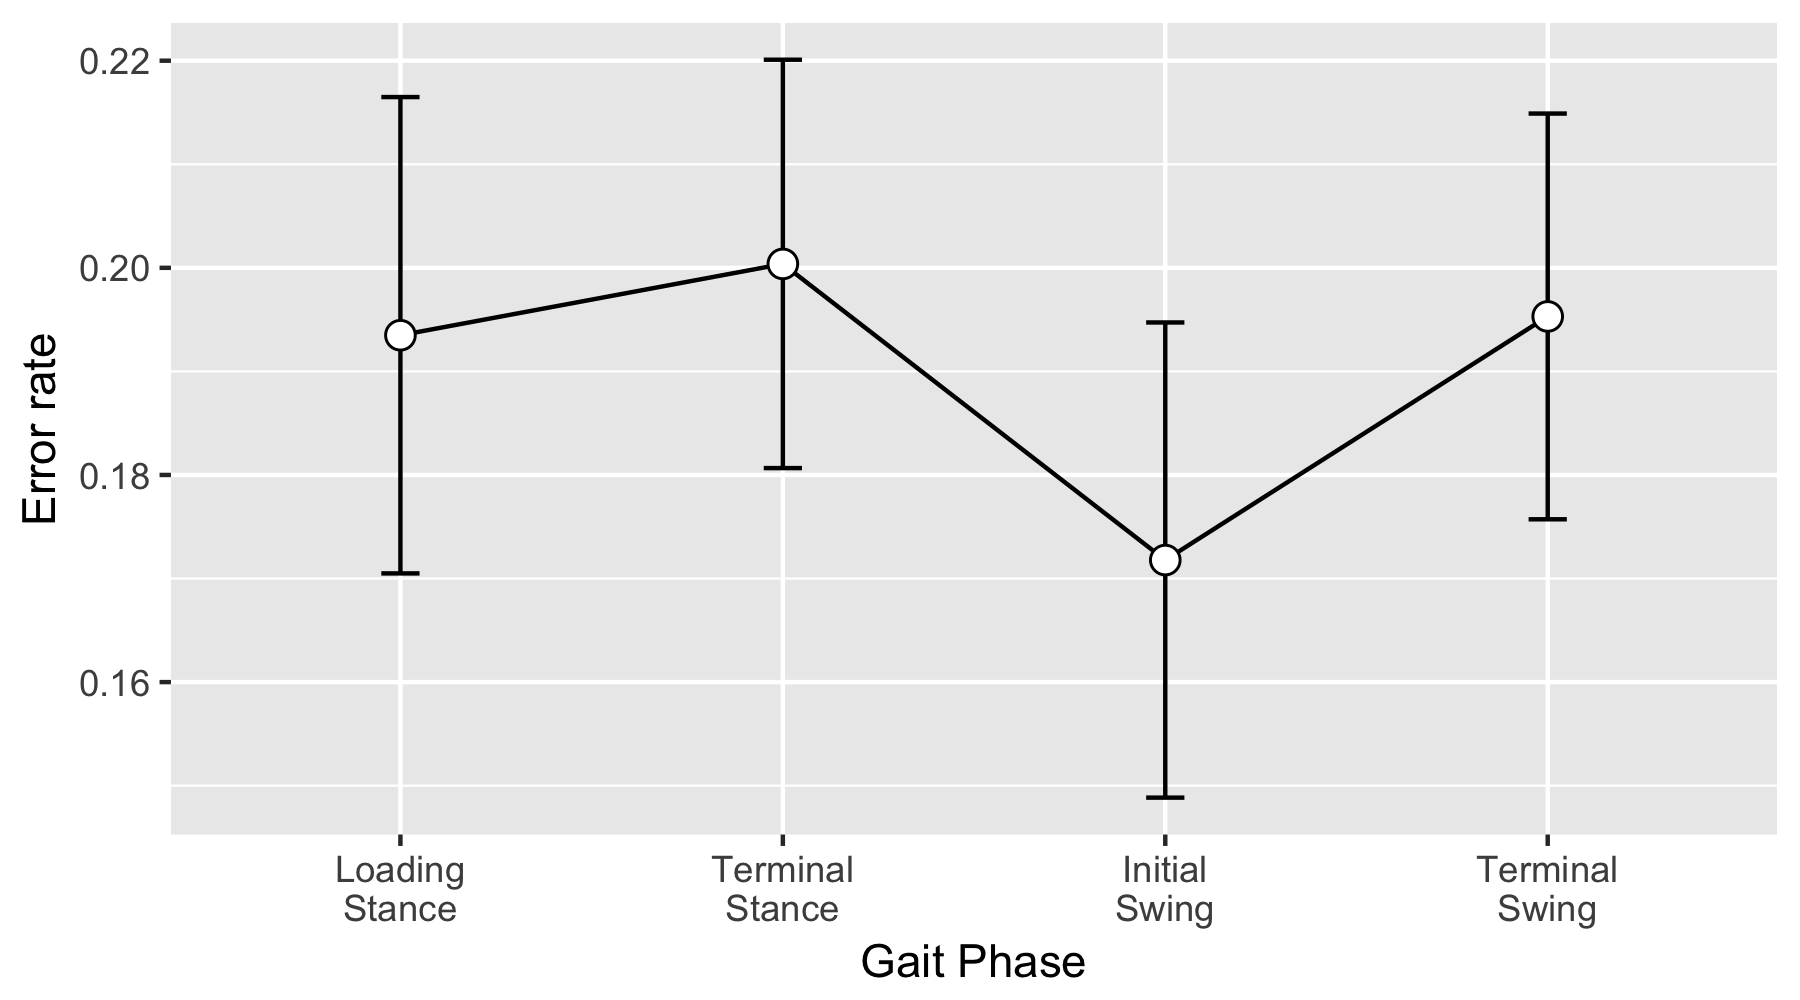 0.22
0.20
0.18
0.16
Error rate
Loading
Stance
Terminal
Stance
Initial
Swing
Terminal
Swing
Gait Phase